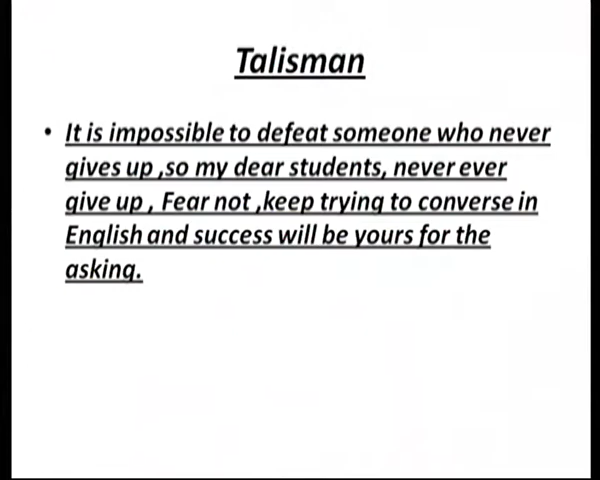 Talisman
• It is impossible to defeat someone who never
gives up ,so my dear students, never ever
give up , Fear not ,keep trying to converse in
English and success will be yours for the
asking.